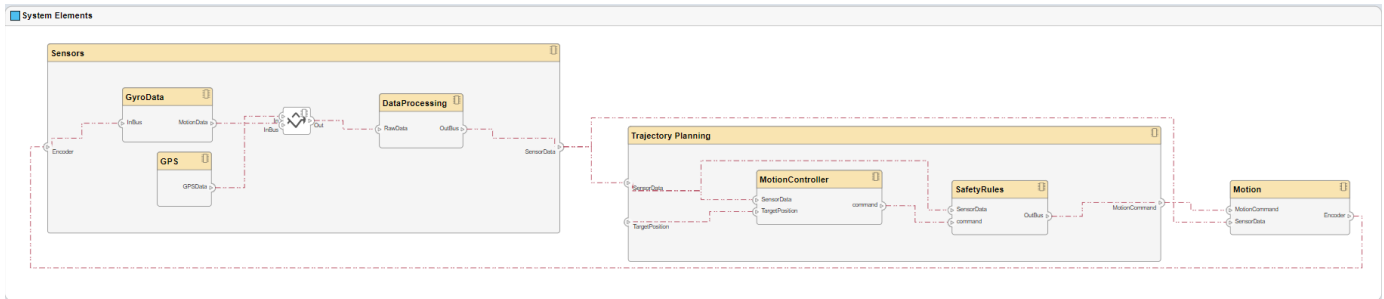 System Elements
Sensors
GyroData
InBus
MotionData
In
InBus
Out
DataProcessing
RawData
OutBus
Encoder
SensorData
GPS
GPSData
Trajectory Planning
SensorData
TargetPosition
MotionController
SensorData
TargetPosition
command
SafetyRules
SensorData
command
OutBus
MotionCommand
Motion
MotionCommand
SensorData
Encoder